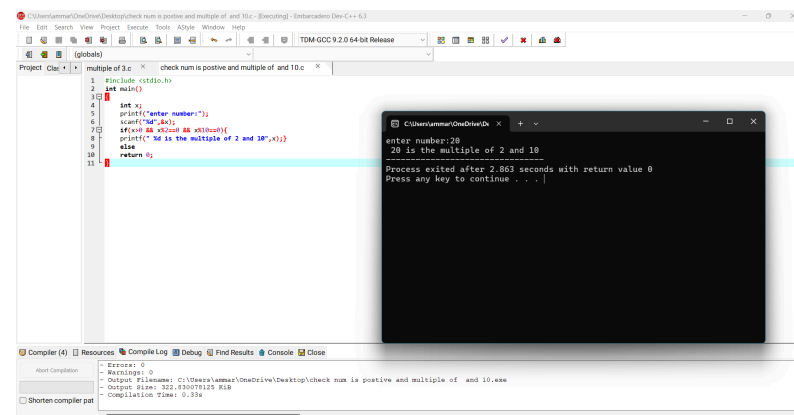 C:\Users\ammar\OneDrive\Desktop\check num is postive and multiple of and 10.c - [Executing] - Embarcadero Dev-C++ 6.3
File Edit Search View Project Execute Tools AStyle Window Help
TDM-GCC 9.2.0 64-bit Release
(globals)
Project Clas multiple of 3.c check num is postive and multiple of and 10.c
1 #include <stdio.h>
2 int main()
3 {
4 int x;
5 printf("enter number:");
6 scanf("%d",&x);
7 if(x>0 && x%2==0 && x%10==0){
8 printf(" %d is the multiple of 2 and 10",x);}
9 else
10 return 0;
11 }
C:\Users\ammar\OneDrive\De
enter number:20
20 is the multiple of 2 and 10
--------------------------------
Process exited after 2.863 seconds with return value 0
Press any key to continue . . .
Compiler (4) Resources Compile Log Debug Find Results Console Close
Abort Compilation
Shorten compiler pat
- Errors: 0
- Warnings: 0
- Output Filename: C:\Users\ammar\OneDrive\Desktop\check num is postive and multiple of and 10.exe
- Output Size: 322.830078125 KiB
- Compilation Time: 0.33s